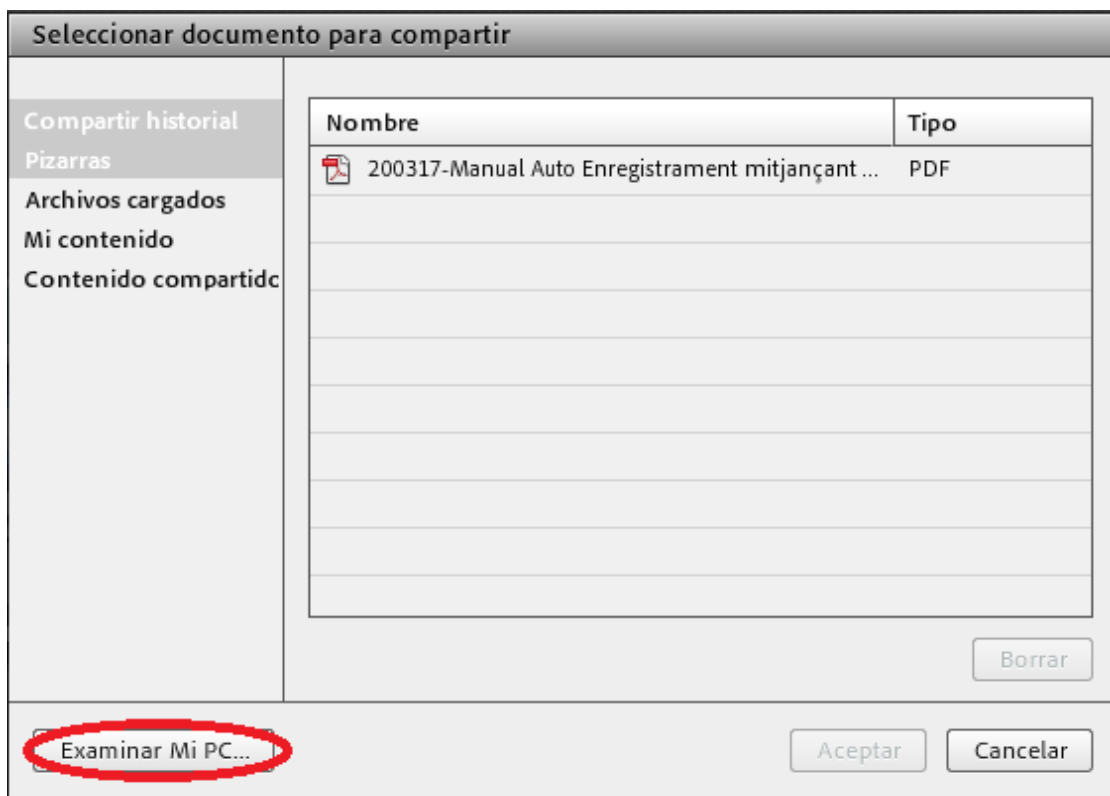 Seleccionar documento para compartir
Compartir historial
Pizarras
Archivos cargados
Mi contenido
Contenido compartido
Nombre Tipo
200317-Manual Auto Enregistrament mitjançant ... PDF
Borrar
Examinar Mi PC... Aceptar Cancelar